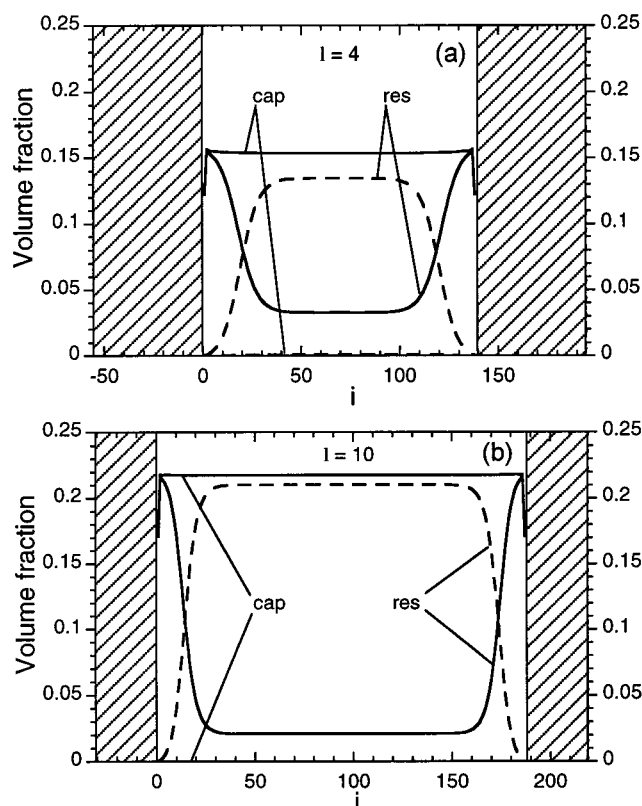 (a)
l = 4
cap res
Volume fraction
0.25 0.25
0.2 0.2
0.15 0.15
0.1 0.1
0.05 0.05
0 0
-50 0 50 100 150
i
(b)
l = 10
cap res
Volume fraction
0.25 0.25
0.2 0.2
0.15 0.15
0.1 0.1
0.05 0.05
0 0
0 50 100 150 200
i